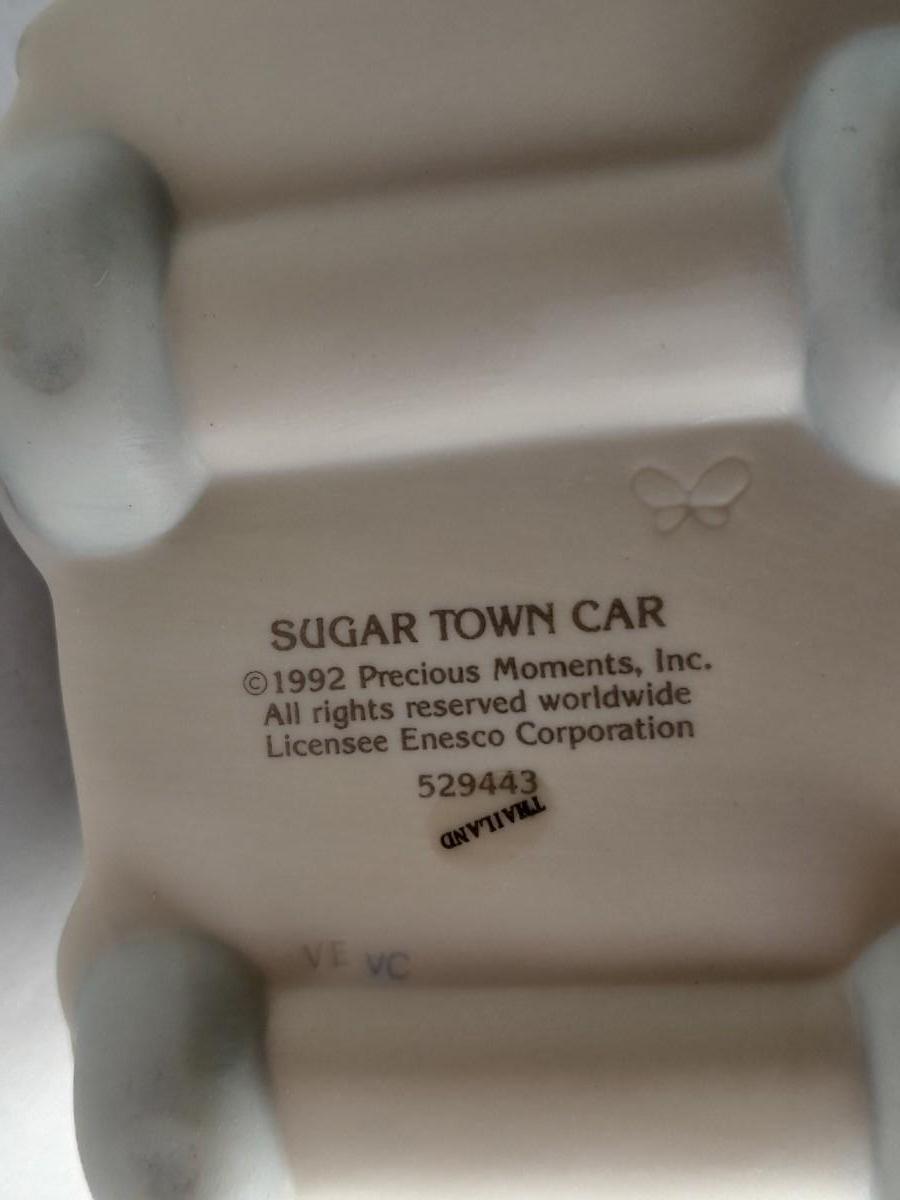 SUGAR TOWN CAR
©1992 Precious Moments, Inc.
All rights reserved worldwide
Licensee Enesco Corporation
529443
THAILAND
VE VC